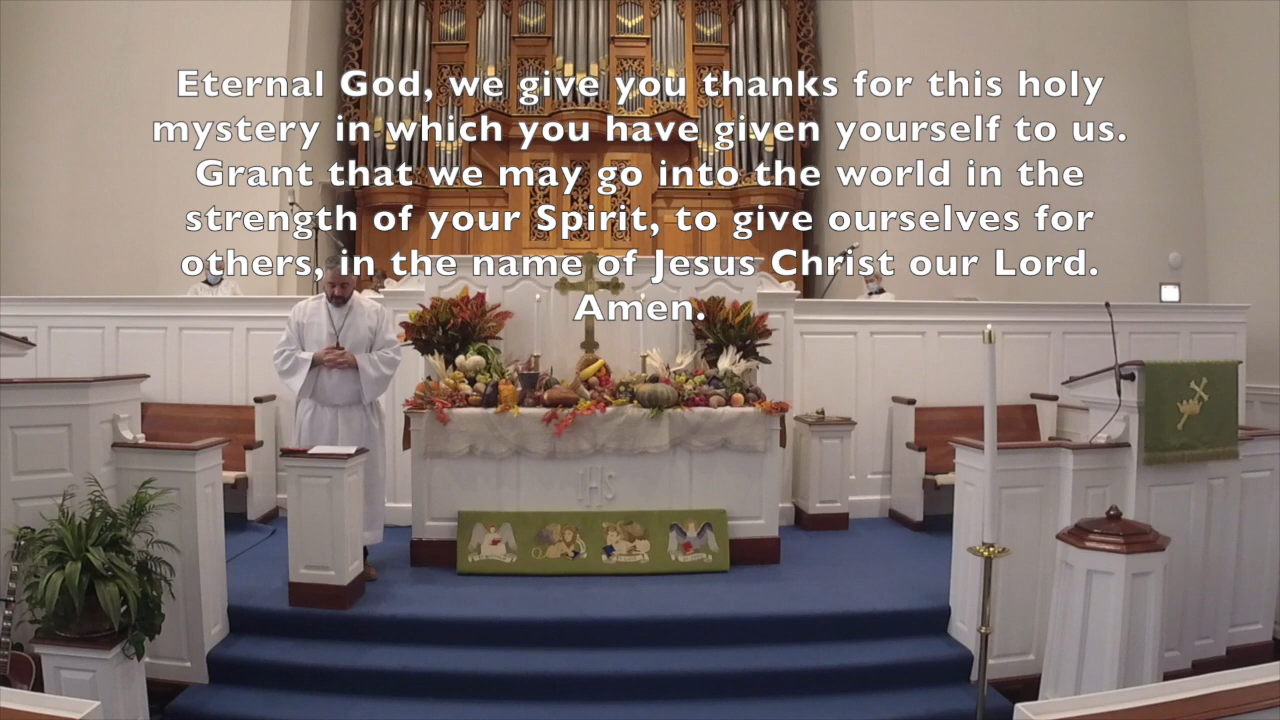 Eternal God, we give you thanks for this holy
mystery in which you have given yourself to us.
Grant that we may go into the world in the
strength of your Spirit, to give ourselves for
others, in the name of Jesus Christ our Lord.
Amen.
IHS